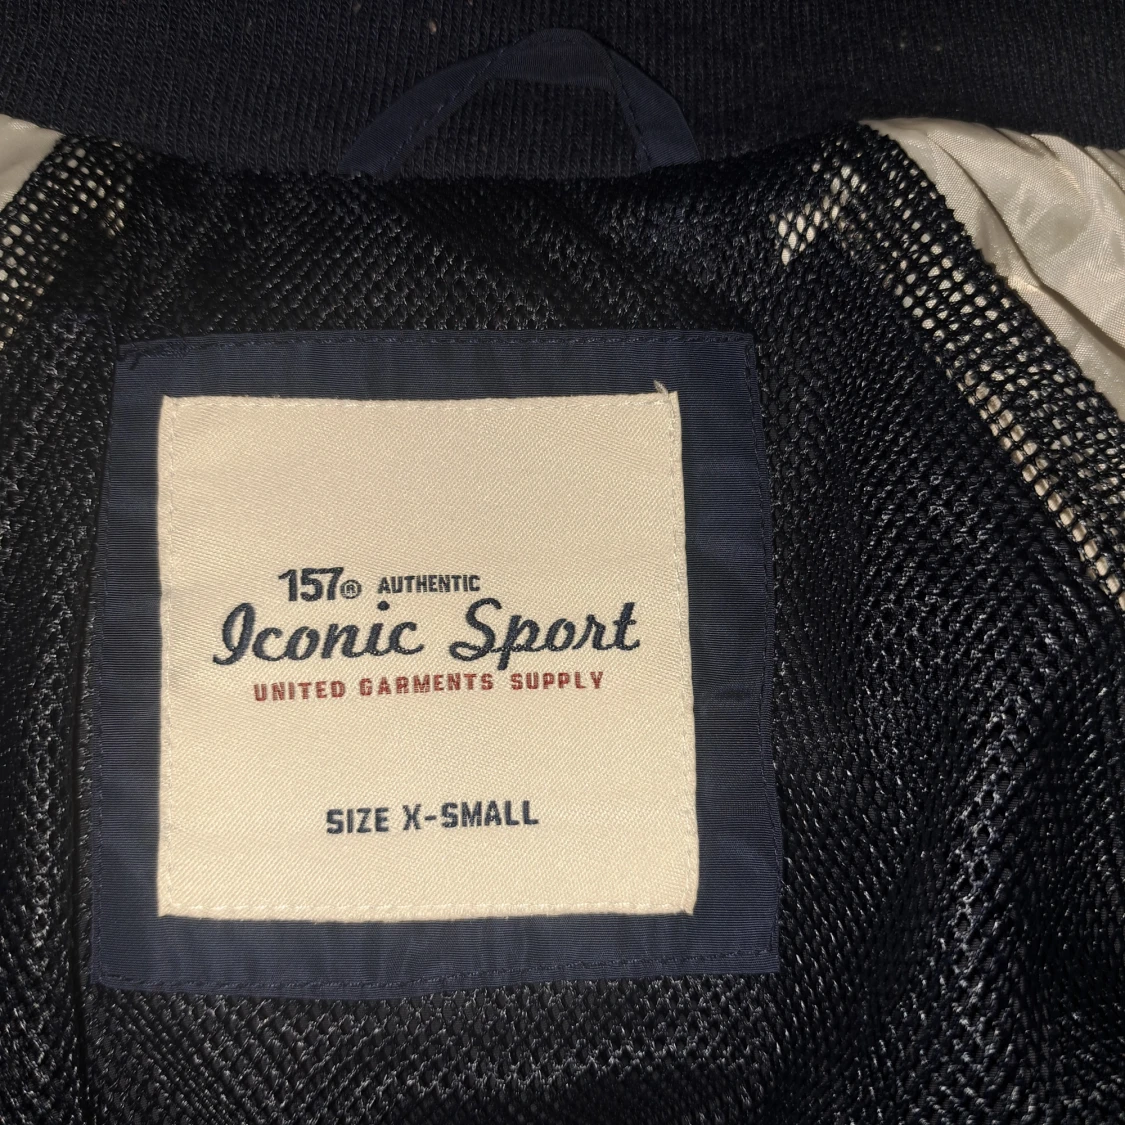 157® AUTHENTIC
Iconic Sport
UNITED GARMENTS SUPPLY
SIZE X-SMALL